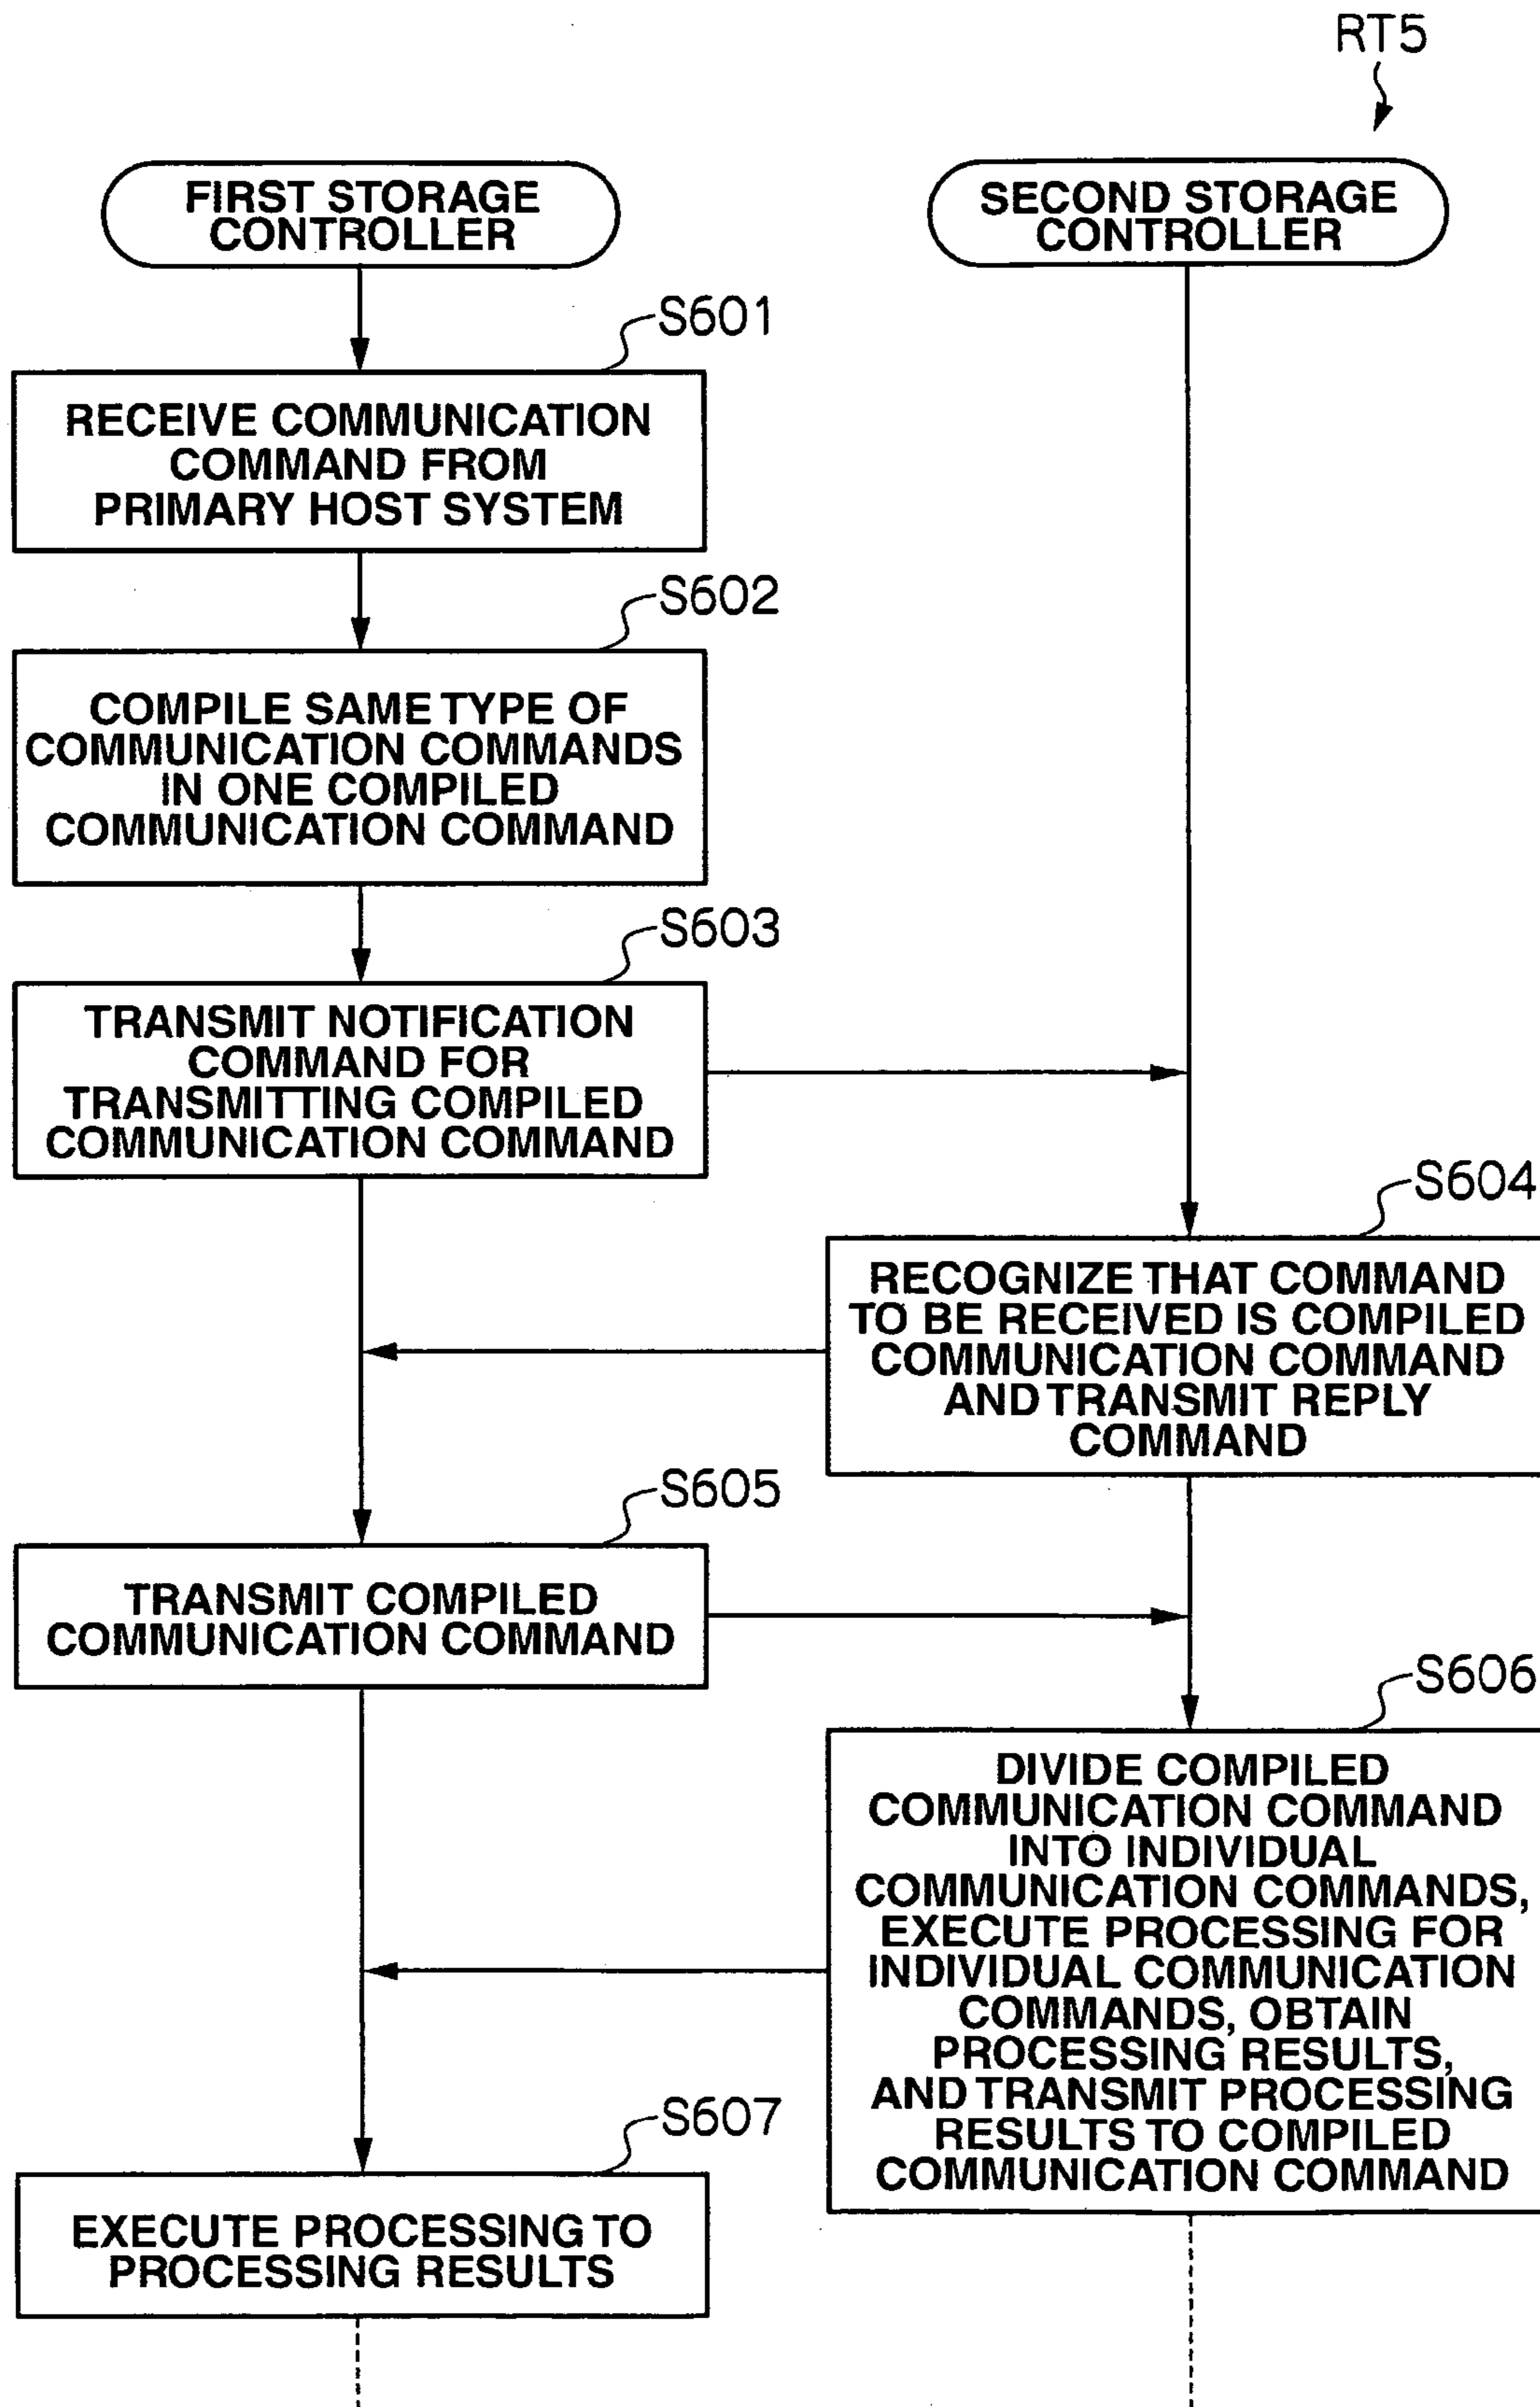 RT5
FIRST STORAGE
CONTROLLER
SECOND STORAGE
CONTROLLER
S601
RECEIVE COMMUNICATION
COMMAND FROM
PRIMARY HOST SYSTEM
S602
COMPILE SAME TYPE OF
COMMUNICATION COMMANDS
IN ONE COMPILED
COMMUNICATION COMMAND
S603
TRANSMIT NOTIFICATION
COMMAND FOR
TRANSMITTING COMPILED
COMMUNICATION COMMAND
S604
RECOGNIZE THAT COMMAND
TO BE RECEIVED IS COMPILED
COMMUNICATION COMMAND
AND TRANSMIT REPLY
COMMAND
S605
TRANSMIT COMPILED
COMMUNICATION COMMAND
S606
DIVIDE COMPILED
COMMUNICATION COMMAND
INTO INDIVIDUAL
COMMUNICATION COMMANDS,
EXECUTE PROCESSING FOR
INDIVIDUAL COMMUNICATION
COMMANDS, OBTAIN
PROCESSING RESULTS,
AND TRANSMIT PROCESSING
RESULTS TO COMPILED
COMMUNICATION COMMAND
S607
EXECUTE PROCESSING TO
PROCESSING RESULTS